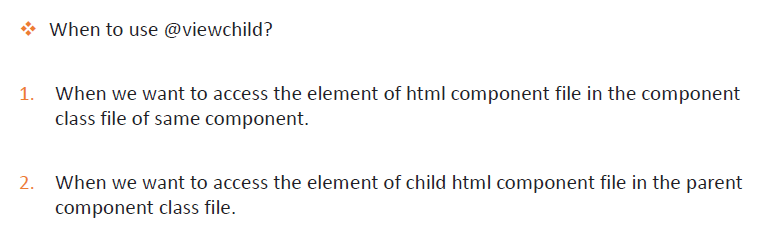 ❖ When to use @viewchild?
1. When we want to access the element of html component file in the component
class file of same component.
2. When we want to access the element of child html component file in the parent
component class file.